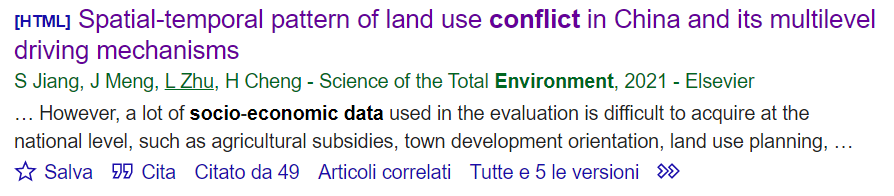 [HTML] Spatial-temporal pattern of land use conflict in China and its multilevel
driving mechanisms
S Jiang, J Meng, L Zhu, H Cheng - Science of the Total Environment, 2021 - Elsevier
… However, a lot of socio-economic data used in the evaluation is difficult to acquire at the
national level, such as agricultural subsidies, town development orientation, land use planning, …
Salva Cita Citato da 49 Articoli correlati Tutte e 5 le versioni